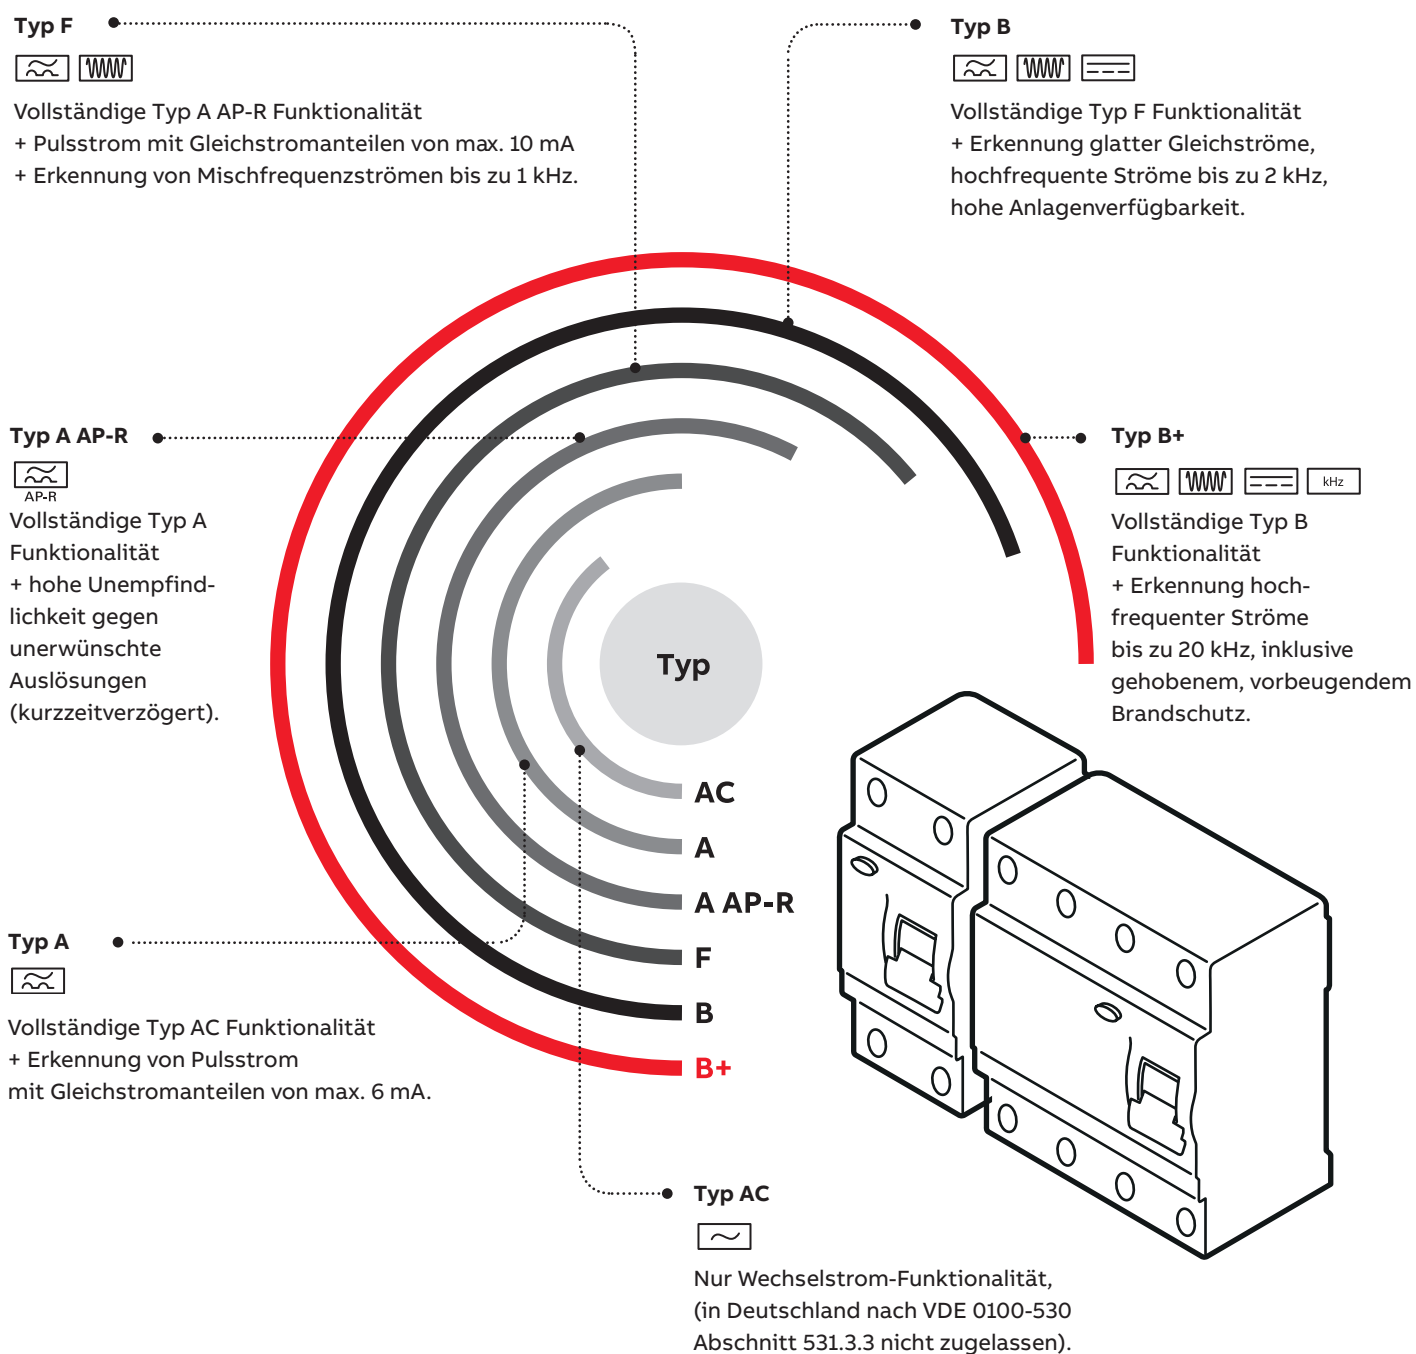 Typ F
Vollständige Typ A AP-R Funktionalität
+ Pulsstrom mit Gleichstromanteilen von max. 10 mA
+ Erkennung von Mischfrequenzströmen bis zu 1 kHz.
Typ B
Vollständige Typ F Funktionalität
+ Erkennung glatter Gleichströme,
hochfrequente Ströme bis zu 2 kHz,
hohe Anlagenverfügbarkeit.
Typ A AP-R
AP-R
Vollständige Typ A
Funktionalität
+ hohe Unempfind-
lichkeit gegen
unerwünschte
Auslösungen
(kurzzeitverzögert).
Typ B+
kHz
Vollständige Typ B
Funktionalität
+ Erkennung hoch-
frequenter Ströme
bis zu 20 kHz, inklusive
gehobenem, vorbeugendem
Brandschutz.
Typ
AC
A
A AP-R
F
B
B+
Typ A
Vollständige Typ AC Funktionalität
+ Erkennung von Pulsstrom
mit Gleichstromanteilen von max. 6 mA.
Typ AC
Nur Wechselstrom-Funktionalität,
(in Deutschland nach VDE 0100-530
Abschnitt 531.3.3 nicht zugelassen).